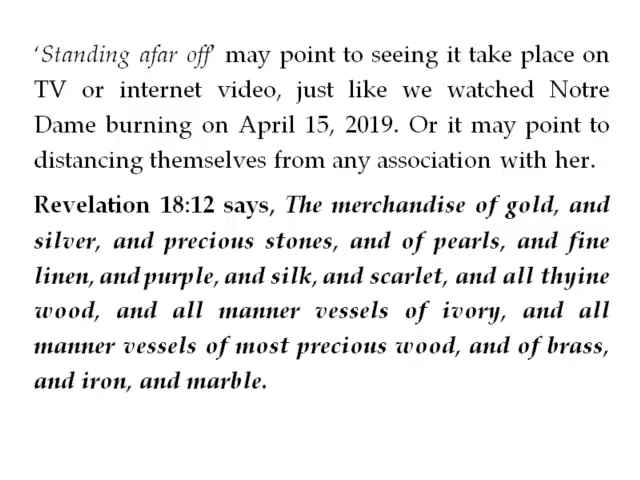 ‘Standing afar off’ may point to seeing it take place on
TV or internet video, just like we watched Notre
Dame burning on April 15, 2019. Or it may point to
distancing themselves from any association with her.
Revelation 18:12 says, The merchandise of gold, and
silver, and precious stones, and of pearls, and fine
linen, and purple, and silk, and scarlet, and all thyine
wood, and all manner vessels of ivory, and all
manner vessels of most precious wood, and of brass,
and iron, and marble.